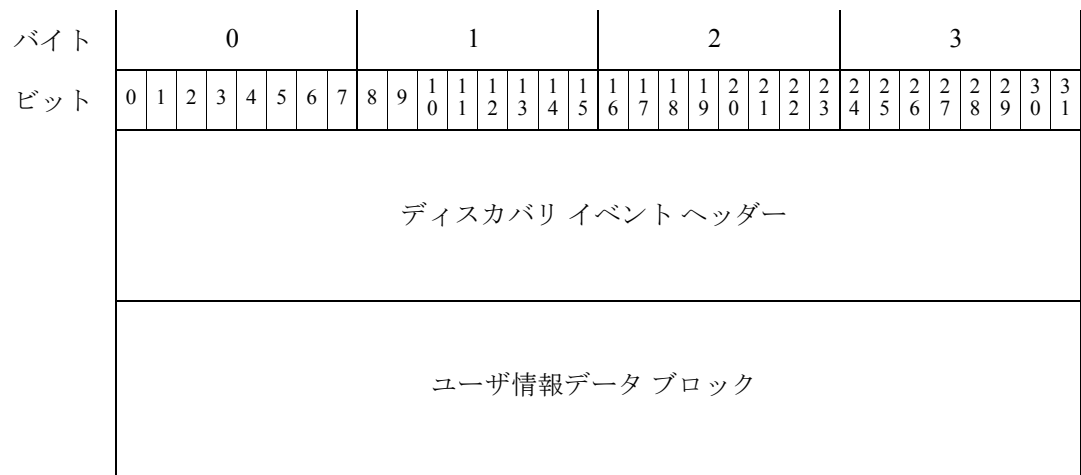 バイト 0 1 2 3
ビット 0 1 2 3 4 5 6 7 8 9 10 11 12 13 14 15 16 17 18 19 20 21 22 23 24 25 26 27 28 29 30 31
ディスカバリ イベント ヘッダー
ユーザ情報データ ブロック